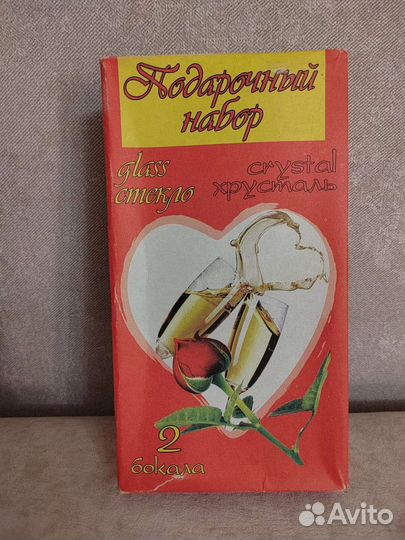 Подарочный
набор
glass crystal
стекло хрусталь
2
бокала
Avito